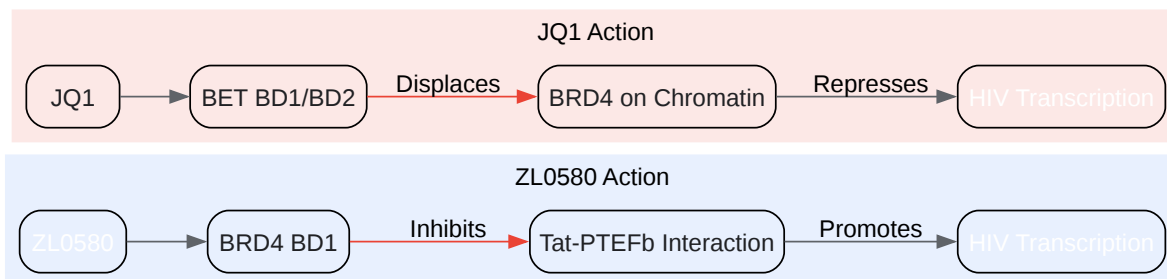 JQ1 Action
JQ1
BET BD1/BD2
Displaces
BRD4 on Chromatin
Represses
HIV Transcription
ZL0580 Action
ZL0580
BRD4 BD1
Inhibits
Tat-PTEFb Interaction
Promotes
HIV Transcription